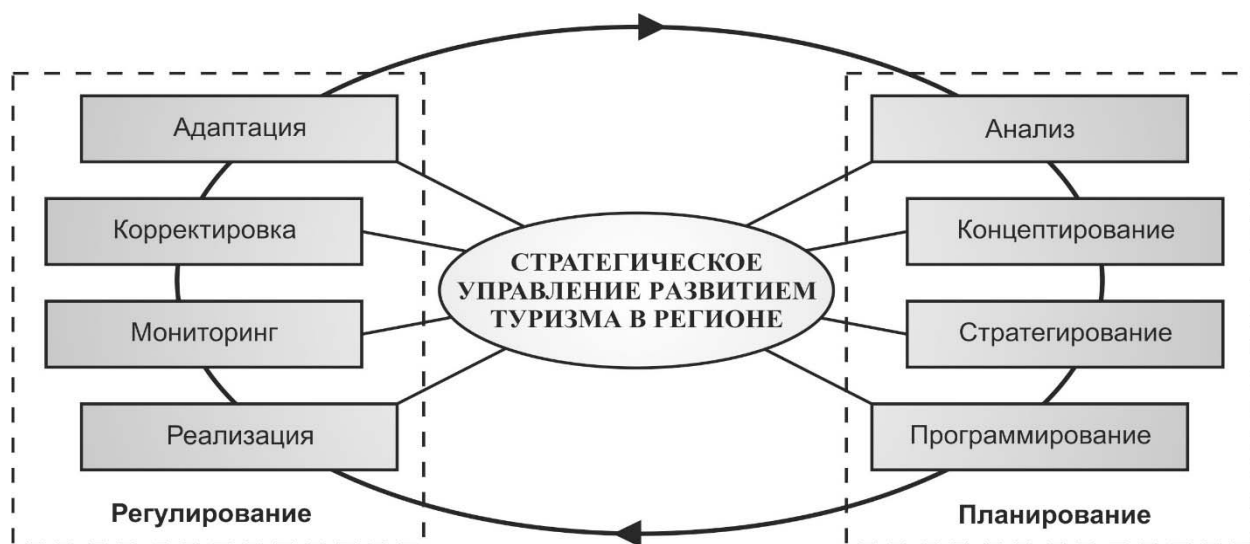 Адаптация
Корректировка
Мониторинг
Реализация
Регулирование
СТРАТЕГИЧЕСКОЕ
УПРАВЛЕНИЕ РАЗВИТИЕМ
ТУРИЗМА В РЕГИОНЕ
Анализ
Концептирование
Стратегирование
Программирование
Планирование